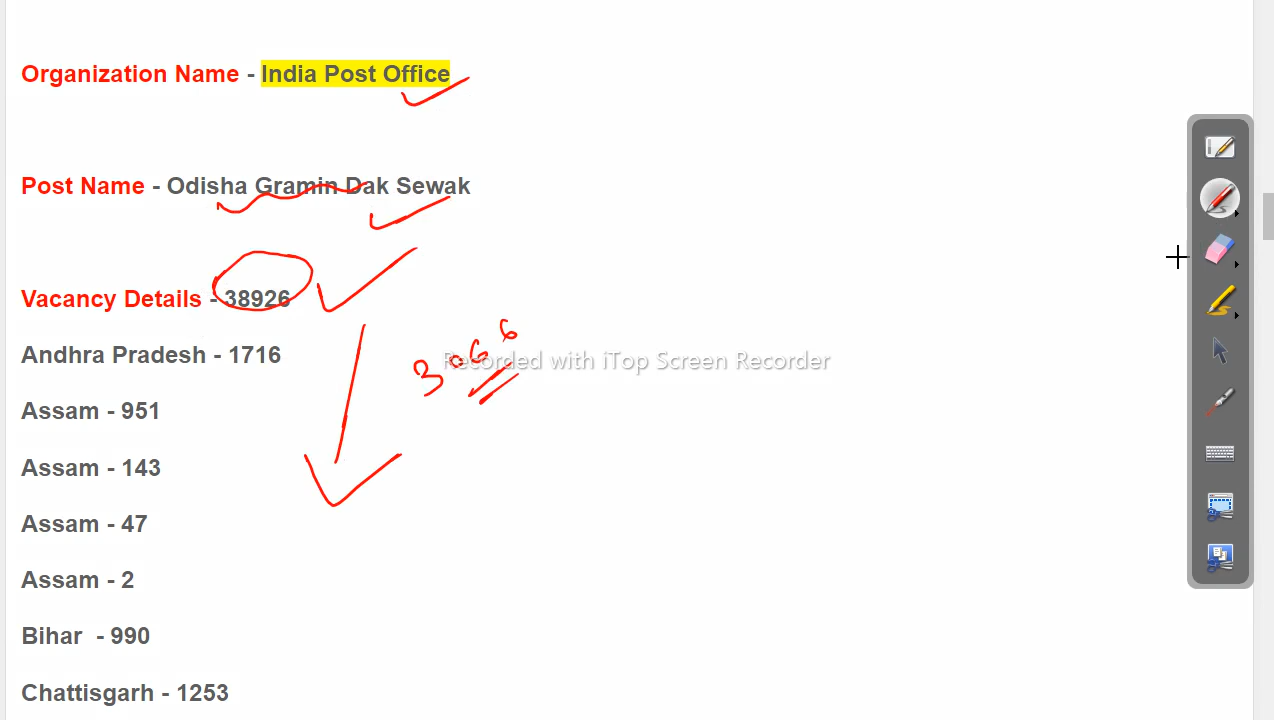 Organization Name - India Post Office
Post Name - Odisha Gramin Dak Sewak
Vacancy Details - 38926
Andhra Pradesh - 1716
3066
Recorded with iTop Screen Recorder
Assam - 951
Assam - 143
Assam - 47
Assam - 2
Bihar - 990
Chattisgarh - 1253